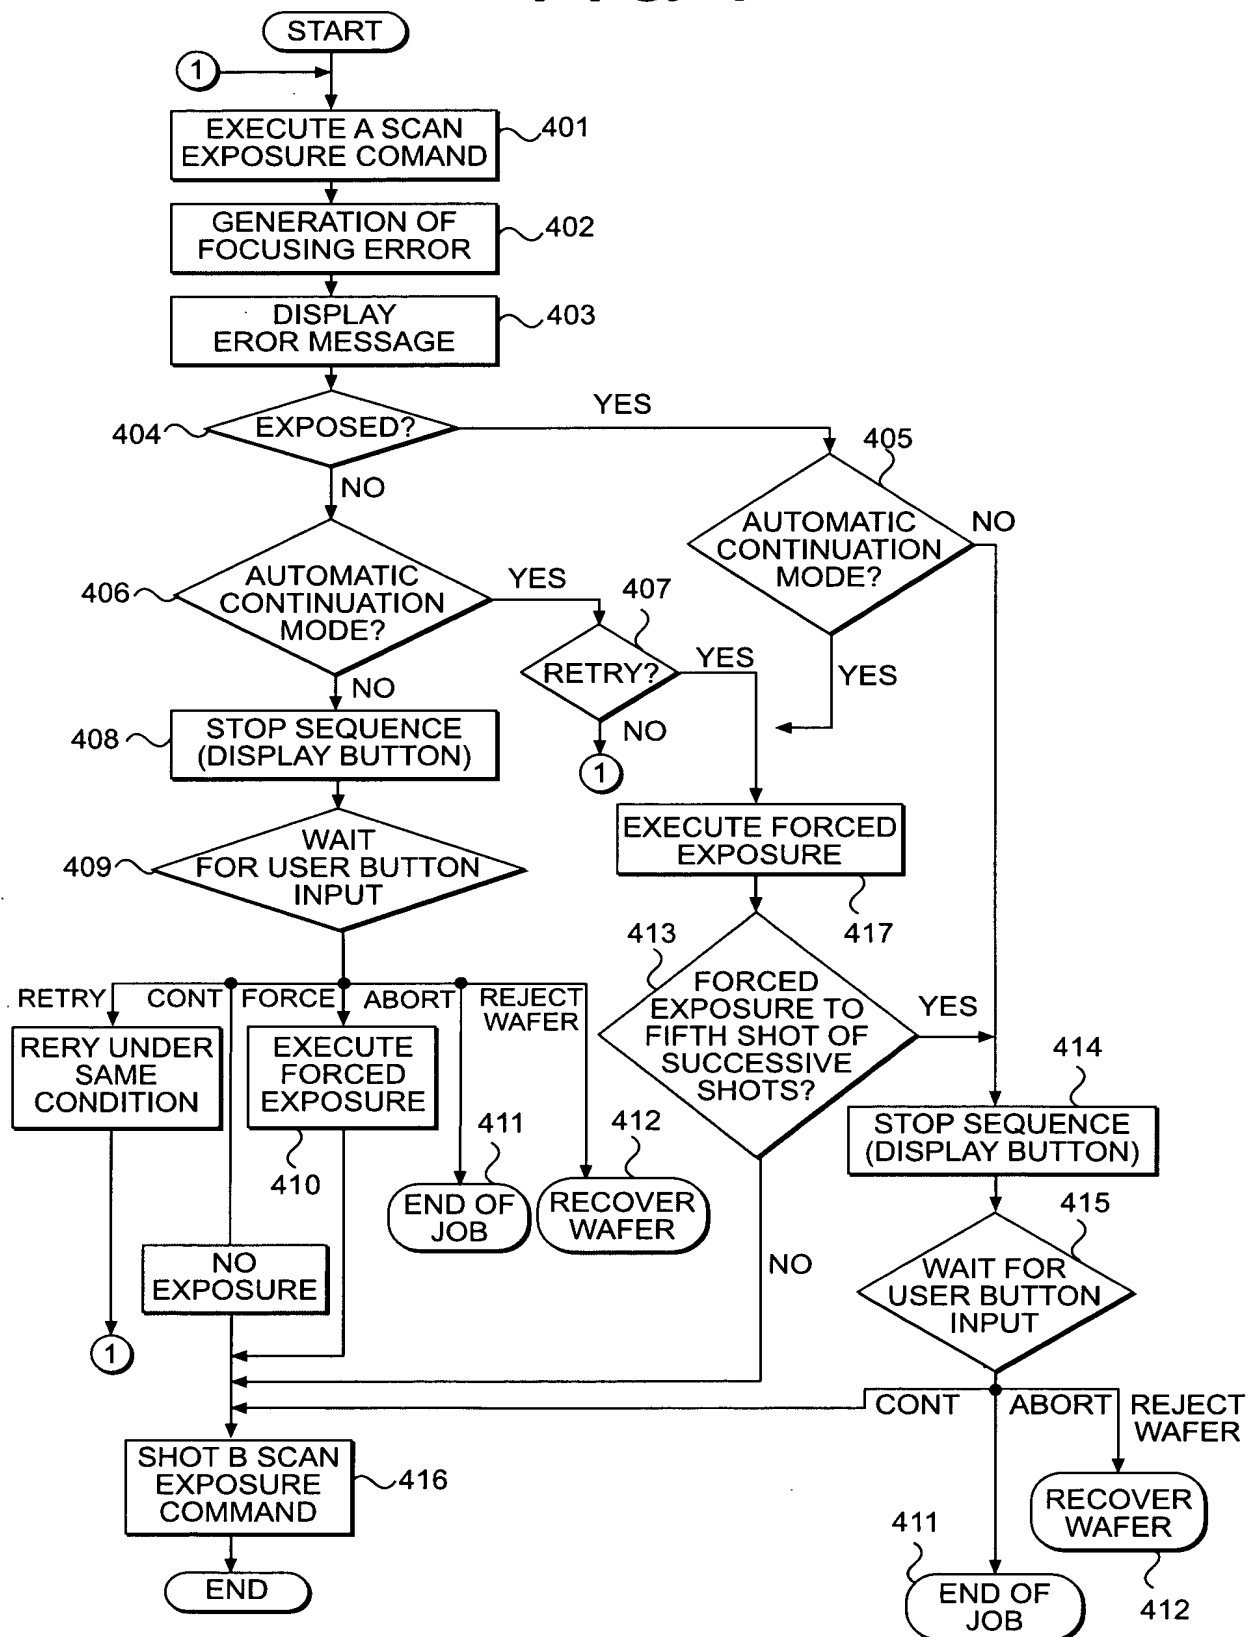 START
1
EXECUTE A SCAN
EXPOSURE COMAND
401
GENERATION OF
FOCUSING ERROR
402
DISPLAY
EROR MESSAGE
403
EXPOSED?
404
YES
NO
405
AUTOMATIC
CONTINUATION
MODE?
NO
YES
406
AUTOMATIC
CONTINUATION
MODE?
YES
NO
407
RETRY?
YES
NO
1
408
STOP SEQUENCE
(DISPLAY BUTTON)
409
WAIT
FOR USER BUTTON
INPUT
EXECUTE FORCED
EXPOSURE
417
413
FORCED
EXPOSURE TO
FIFTH SHOT OF
SUCCESSIVE
SHOTS?
YES
NO
RETRY
CONT
FORCE
ABORT
REJECT
WAFER
RERY UNDER
SAME
CONDITION
EXECUTE
FORCED
EXPOSURE
410
411
END OF
JOB
412
RECOVER
WAFER
NO
EXPOSURE
1
414
STOP SEQUENCE
(DISPLAY BUTTON)
415
WAIT FOR
USER BUTTON
INPUT
CONT
ABORT
REJECT
WAFER
SHOT B SCAN
EXPOSURE
COMMAND
416
END
RECOVER
WAFER
412
411
END OF
JOB